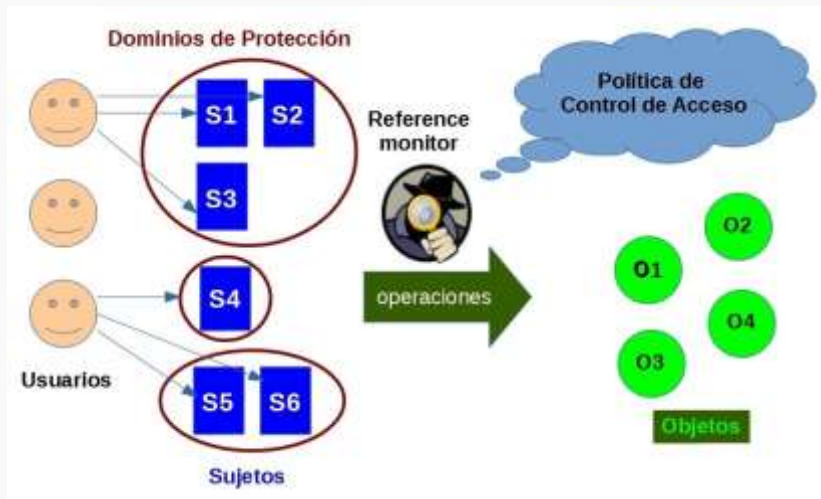 Dominios de Protección
S1
S2
S3
S4
S5
S6
Usuarios
Sujetos
Reference
monitor
operaciones
Política de
Control de Acceso
O2
O1
O4
O3
Objetos